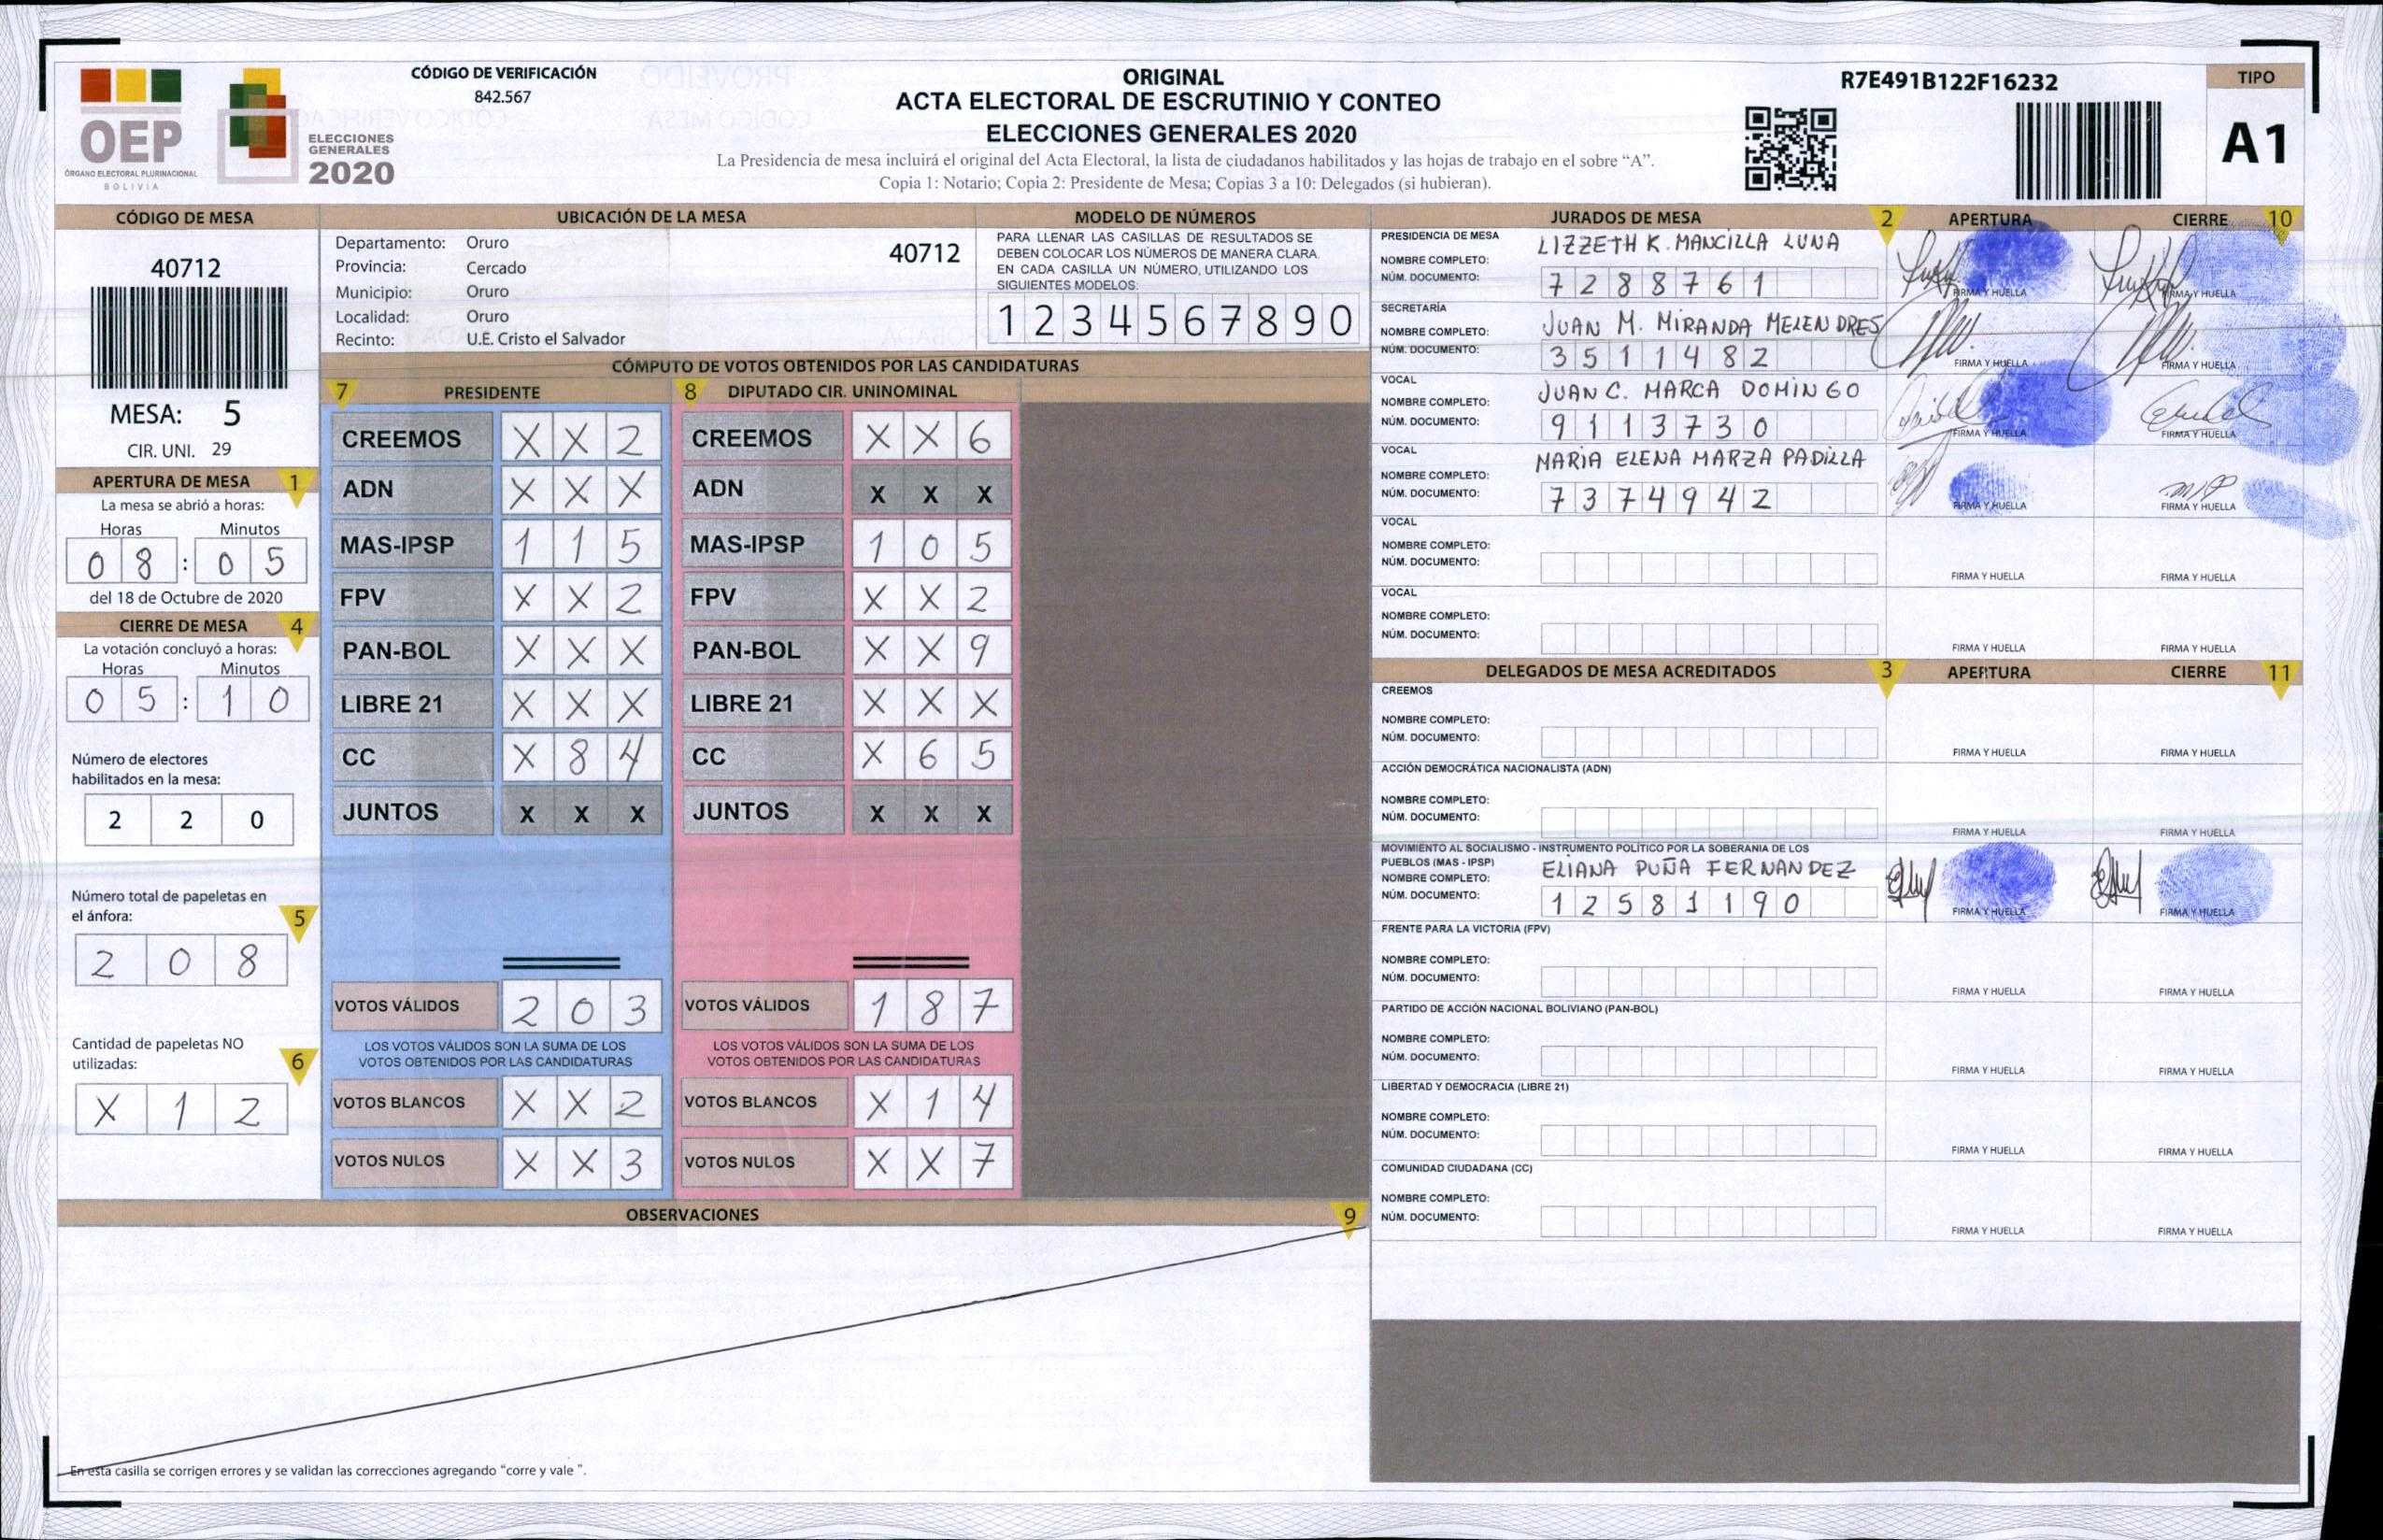 OEP
ÓRGANO ELECTORAL PLURINACIONAL
BOLIVIA
ELECCIONES
GENERALES
2020
CÓDIGO DE VERIFICACIÓN
842.567
ORIGINAL
ACTA ELECTORAL DE ESCRUTINIO Y CONTEO
ELECCIONES GENERALES 2020
La Presidencia de mesa incluirá el original del Acta Electoral, la lista de ciudadanos habilitados y las hojas de trabajo en el sobre “A”.
Copia 1: Notario; Copia 2: Presidente de Mesa; Copias 3 a 10: Delegados (si hubieran).
R7E491B122F16232
TIPO
A1
CÓDIGO DE MESA
40712
MESA: 5
CIR. UNI. 29
APERTURA DE MESA 1
La mesa se abrió a horas:
Horas Minutos
0 8 : 0 5
del 18 de Octubre de 2020
CIERRE DE MESA 4
La votación concluyó a horas:
Horas Minutos
0 5 : 1 0
Número de electores
habilitados en la mesa:
2 2 0
Número total de papeletas en
el ánfora: 5
2 0 8
Cantidad de papeletas NO
utilizadas: 6
X 1 2
UBICACIÓN DE LA MESA
Departamento: Oruro 40712
Provincia: Cercado
Municipio: Oruro
Localidad: Oruro
Recinto: U.E. Cristo el Salvador
MODELO DE NÚMEROS
PARA LLENAR LAS CASILLAS DE RESULTADOS SE
DEBEN COLOCAR LOS NÚMEROS DE MANERA CLARA.
EN CADA CASILLA UN NÚMERO, UTILIZANDO LOS
SIGUIENTES MODELOS:
1 2 3 4 5 6 7 8 9 0
CÓMPUTO DE VOTOS OBTENIDOS POR LAS CANDIDATURAS
7 PRESIDENTE
CREEMOS X X 2
ADN X X X
MAS-IPSP 1 1 5
FPV X X 2
PAN-BOL X X X
LIBRE 21 X X X
CC X 8 4
JUNTOS X X X
VOTOS VÁLIDOS 2 0 3
LOS VOTOS VÁLIDOS SON LA SUMA DE LOS
VOTOS OBTENIDOS POR LAS CANDIDATURAS
VOTOS BLANCOS X X 2
VOTOS NULOS X X 3
8 DIPUTADO CIR. UNINOMINAL
CREEMOS X X 6
ADN X X X
MAS-IPSP 1 0 5
FPV X X 2
PAN-BOL X X 9
LIBRE 21 X X X
CC X 6 5
JUNTOS X X X
VOTOS VÁLIDOS 1 8 7
LOS VOTOS VÁLIDOS SON LA SUMA DE LOS
VOTOS OBTENIDOS POR LAS CANDIDATURAS
VOTOS BLANCOS X 1 4
VOTOS NULOS X X 7
OBSERVACIONES 9
En esta casilla se corrigen errores y se validan las correcciones agregando “corre y vale ”.
JURADOS DE MESA 2 APERTURA CIERRE 10
PRESIDENCIA DE MESA
NOMBRE COMPLETO: LIZZETH K. MANCILLA LUNA
NÚM. DOCUMENTO: 7 2 8 8 7 6 1 FIRMA Y HUELLA FIRMA Y HUELLA
SECRETARÍA
NOMBRE COMPLETO: JUAN M. MIRANDA MELENDRES
NÚM. DOCUMENTO: 3 5 1 1 4 8 2 FIRMA Y HUELLA FIRMA Y HUELLA
VOCAL
NOMBRE COMPLETO: JUAN C. MARCA DOMINGO
NÚM. DOCUMENTO: 9 1 1 3 7 3 0 FIRMA Y HUELLA FIRMA Y HUELLA
VOCAL
NOMBRE COMPLETO: MARIA ELENA MARZA PADILLA
NÚM. DOCUMENTO: 7 3 7 4 9 4 2 FIRMA Y HUELLA FIRMA Y HUELLA
VOCAL
NOMBRE COMPLETO:
NÚM. DOCUMENTO: FIRMA Y HUELLA FIRMA Y HUELLA
VOCAL
NOMBRE COMPLETO:
NÚM. DOCUMENTO: FIRMA Y HUELLA FIRMA Y HUELLA
DELEGADOS DE MESA ACREDITADOS 3 APERTURA CIERRE 11
CREEMOS
NOMBRE COMPLETO:
NÚM. DOCUMENTO: FIRMA Y HUELLA FIRMA Y HUELLA
ACCIÓN DEMOCRÁTICA NACIONALISTA (ADN)
NOMBRE COMPLETO:
NÚM. DOCUMENTO: FIRMA Y HUELLA FIRMA Y HUELLA
MOVIMIENTO AL SOCIALISMO - INSTRUMENTO POLÍTICO POR LA SOBERANIA DE LOS
PUEBLOS (MAS - IPSP)
NOMBRE COMPLETO: ELIANA PUÑA FERNANDEZ
NÚM. DOCUMENTO: 1 2 5 8 1 1 9 0 FIRMA Y HUELLA FIRMA Y HUELLA
FRENTE PARA LA VICTORIA (FPV)
NOMBRE COMPLETO:
NÚM. DOCUMENTO: FIRMA Y HUELLA FIRMA Y HUELLA
PARTIDO DE ACCIÓN NACIONAL BOLIVIANO (PAN-BOL)
NOMBRE COMPLETO:
NÚM. DOCUMENTO: FIRMA Y HUELLA FIRMA Y HUELLA
LIBERTAD Y DEMOCRACIA (LIBRE 21)
NOMBRE COMPLETO:
NÚM. DOCUMENTO: FIRMA Y HUELLA FIRMA Y HUELLA
COMUNIDAD CIUDADANA (CC)
NOMBRE COMPLETO:
NÚM. DOCUMENTO: FIRMA Y HUELLA FIRMA Y HUELLA